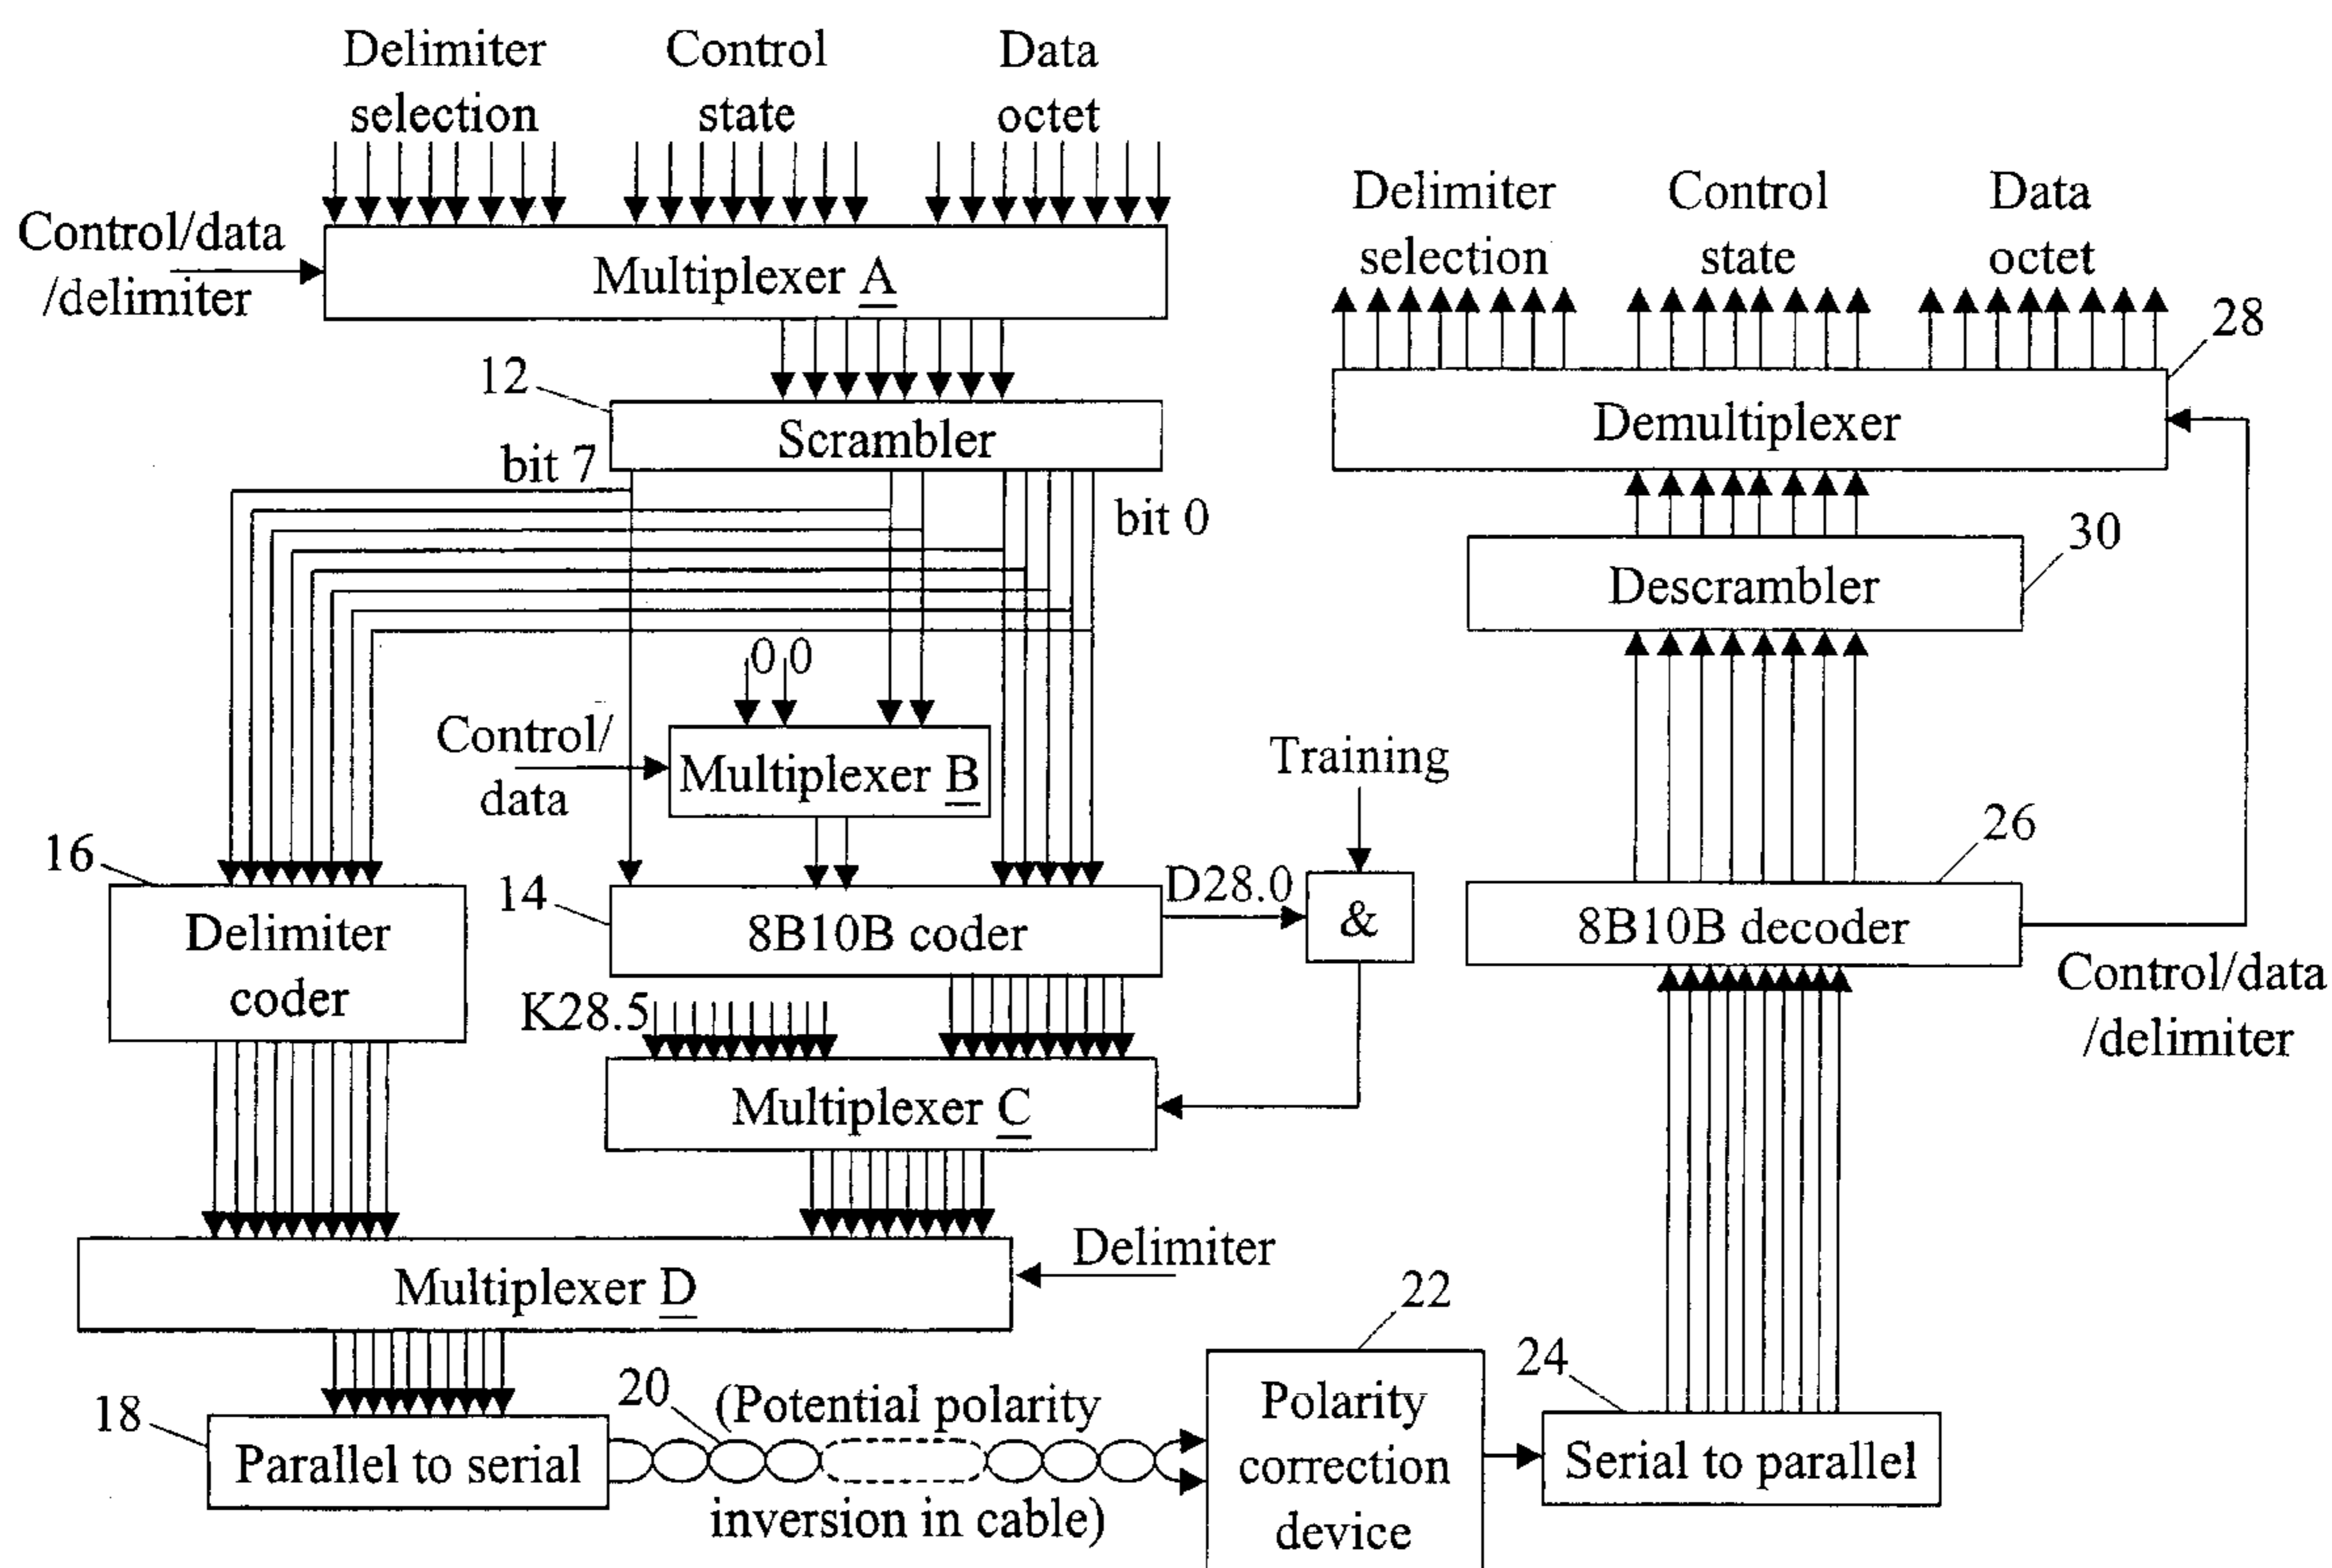 Delimiter
selection
Control
state
Data
octet
Control/data
/delimiter
Multiplexer A
12
Scrambler
bit 7
bit 0
0 0
Control/
data
Multiplexer B
16
Delimiter
coder
14
8B10B coder
D28.0
Training
&
K28.5
Multiplexer C
Multiplexer D
Delimiter
18
Parallel to serial
20
(Potential polarity
inversion in cable)
22
Polarity
correction
device
24
Serial to parallel
Delimiter
selection
Control
state
Data
octet
28
Demultiplexer
30
Descrambler
26
8B10B decoder
Control/data
/delimiter